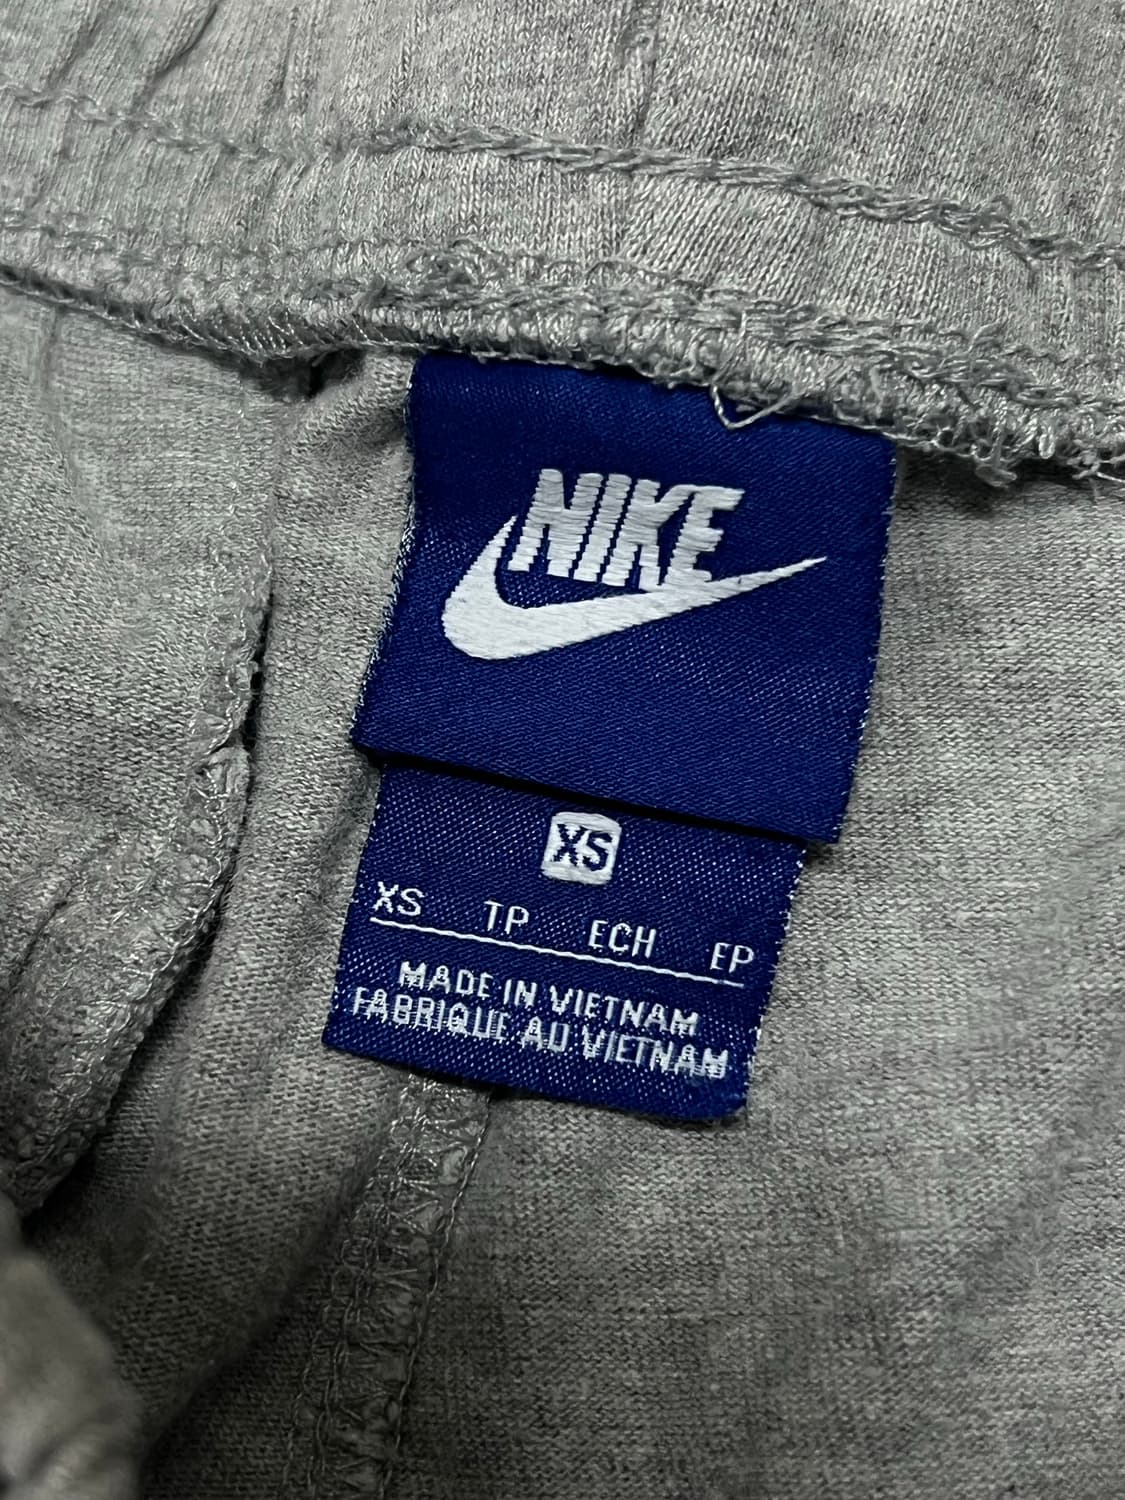 NIKE
XS
XS TP ECH EP
MADE IN VIETNAM
FABRIQUE AU VIETNAM